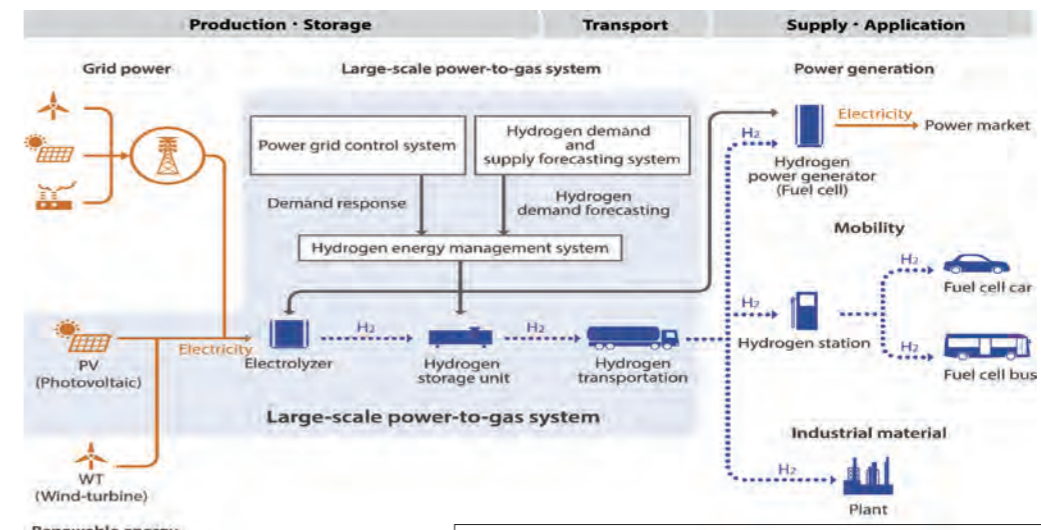 Production · Storage
Transport
Supply · Application
Grid power
Large-scale power-to-gas system
Power generation
Power grid control system
Hydrogen demand
and
supply forecasting system
H2
Electricity
Power market
Hydrogen
power generator
(Fuel cell)
Demand response
Hydrogen
demand forecasting
Mobility
Hydrogen energy management system
H2
Fuel cell car
H2
Hydrogen station
H2
Fuel cell bus
PV
(Photovoltaic)
Electricity
Electrolyzer
H2
Hydrogen
storage unit
H2
Hydrogen
transportation
Large-scale power-to-gas system
Industrial material
WT
(Wind-turbine)
H2
Plant
Renewable energy